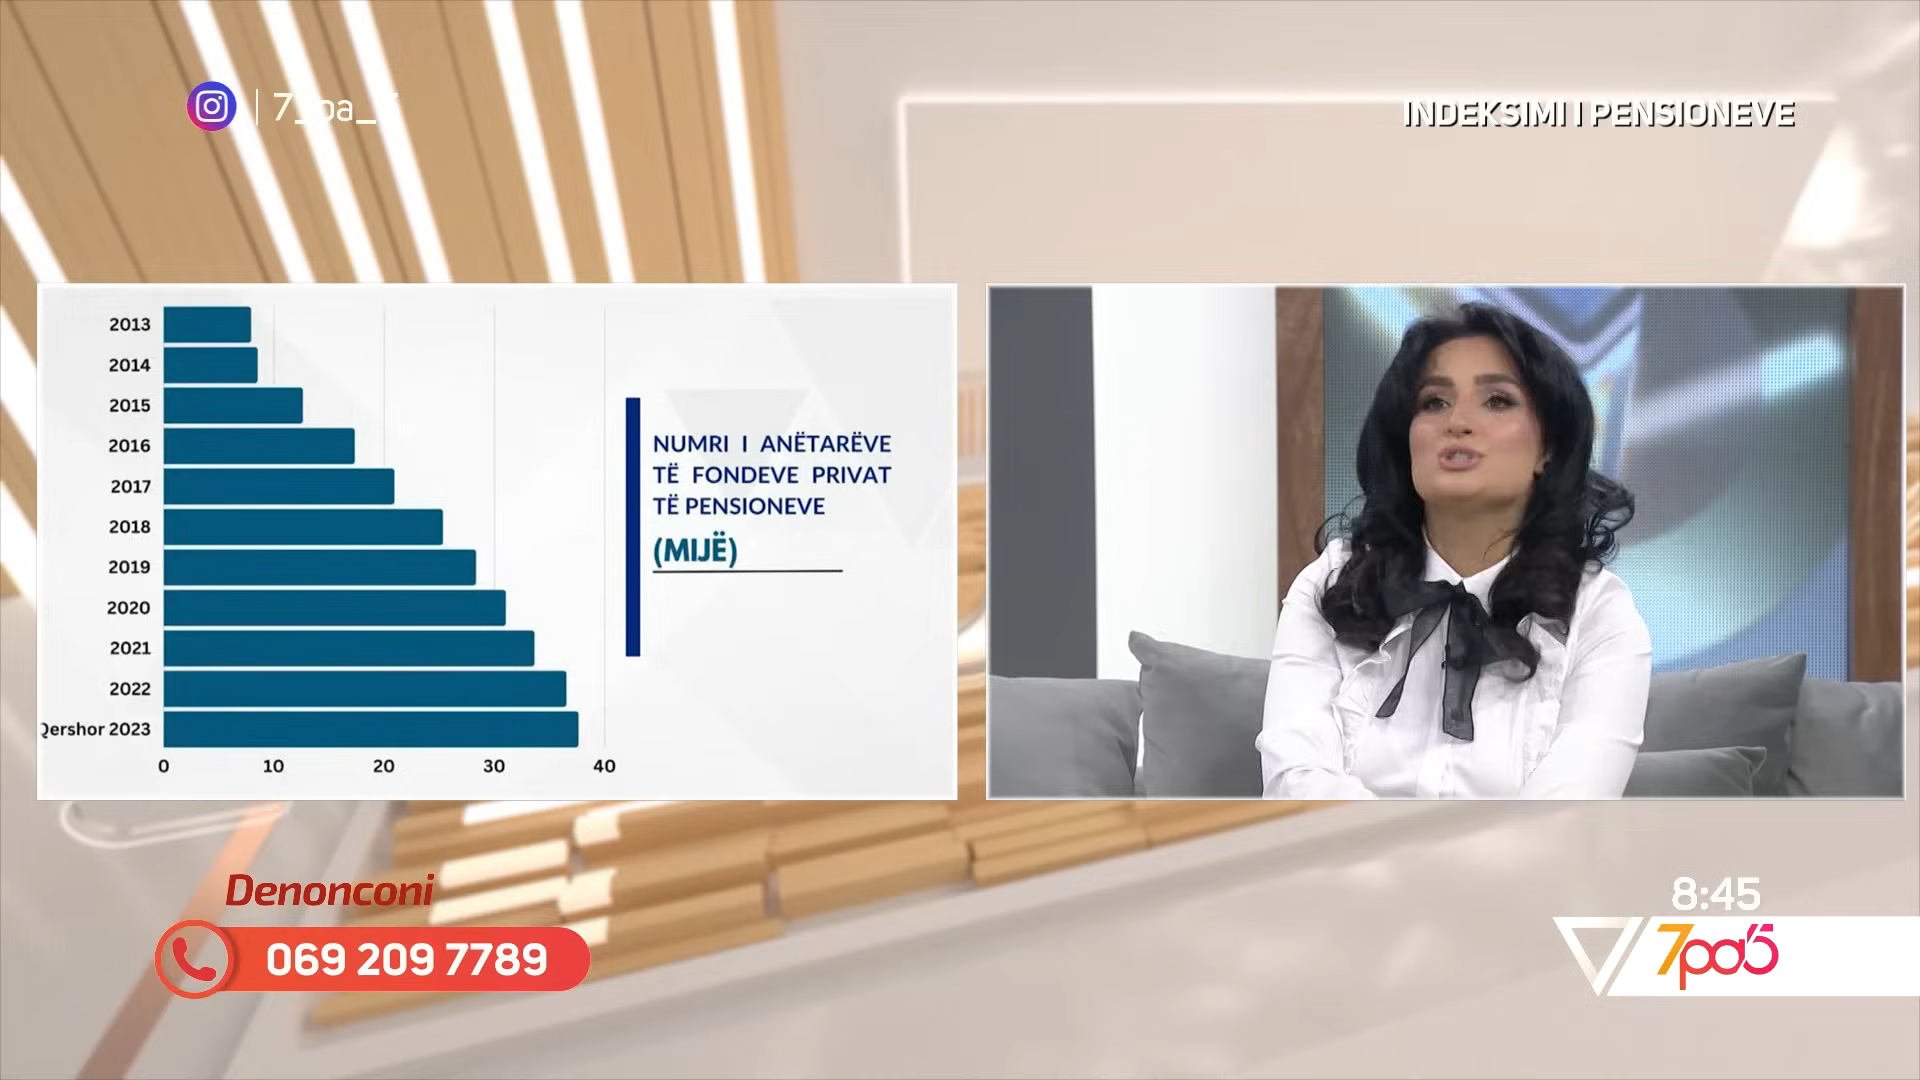 INDEKSIMI I PENSIONEVE
2013
2014
2015
2016
2017
2018
2019
2020
2021
2022
Qershor 2023
0 10 20 30 40
NUMRI I ANËTARËVE
TË FONDEVE PRIVAT
TË PENSIONEVE
(MIJË)
Denonconi
069 209 7789
8:45
7pa5